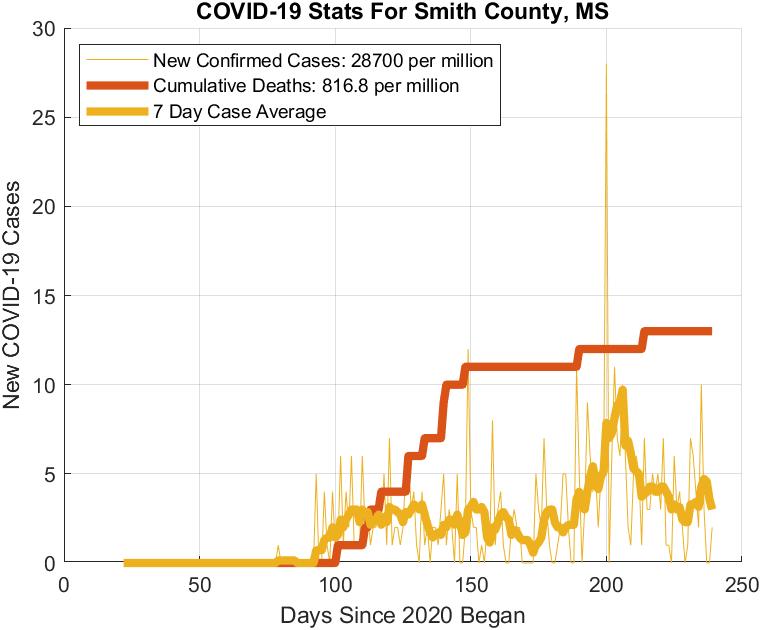 COVID-19 Stats For Smith County, MS
New Confirmed Cases: 28700 per million
Cumulative Deaths: 816.8 per million
7 Day Case Average
New COVID-19 Cases
30
25
20
15
10
5
0
0 50 100 150 200 250
Days Since 2020 Began